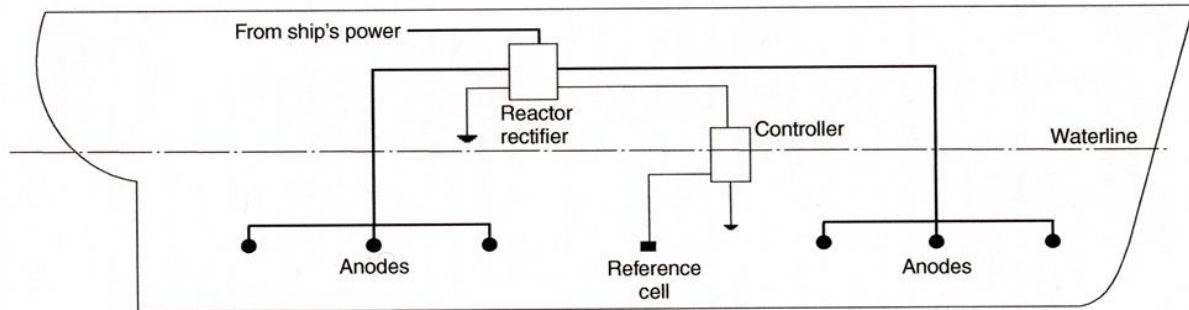 From ship's power
Reactor
rectifier
Controller
Waterline
Anodes
Reference
cell
Anodes